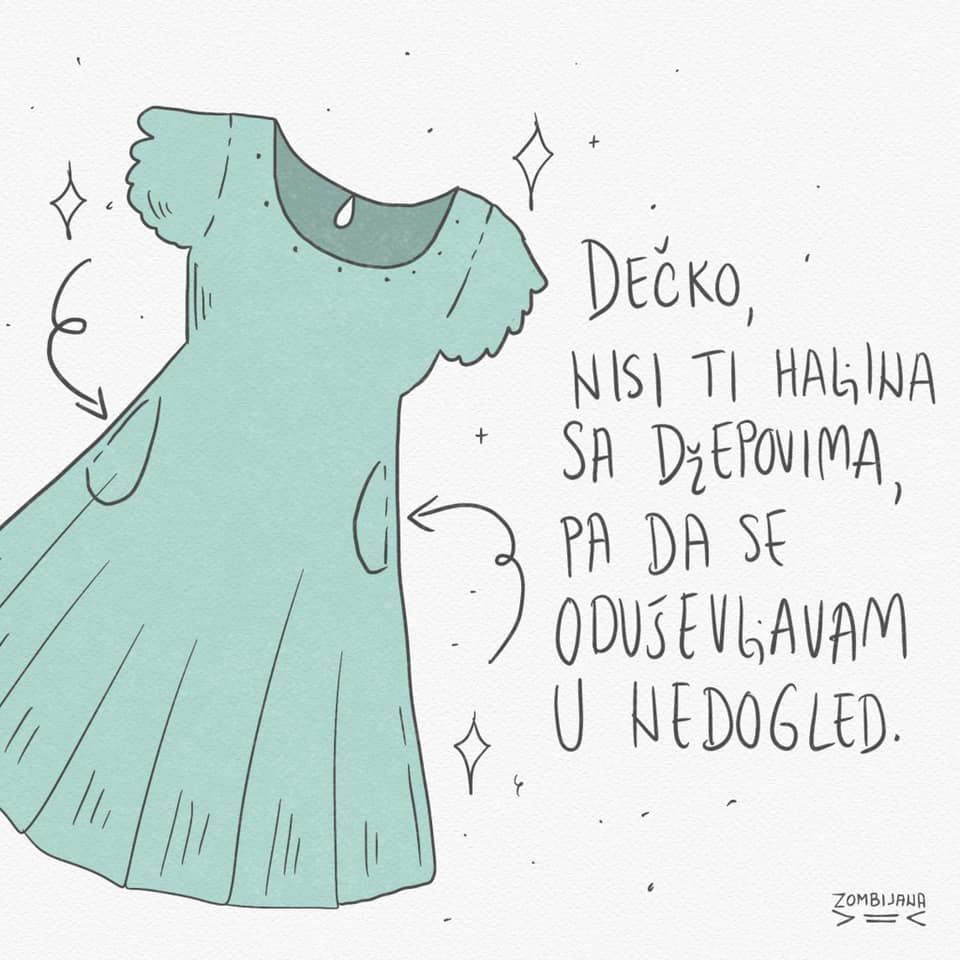 DEČKO,
NISI TI HALJINA
SA DŽEPOVIMA,
PA DA SE
ODUŠEVLJAVAM
U NEDOGLED.
ZOMBIJANA